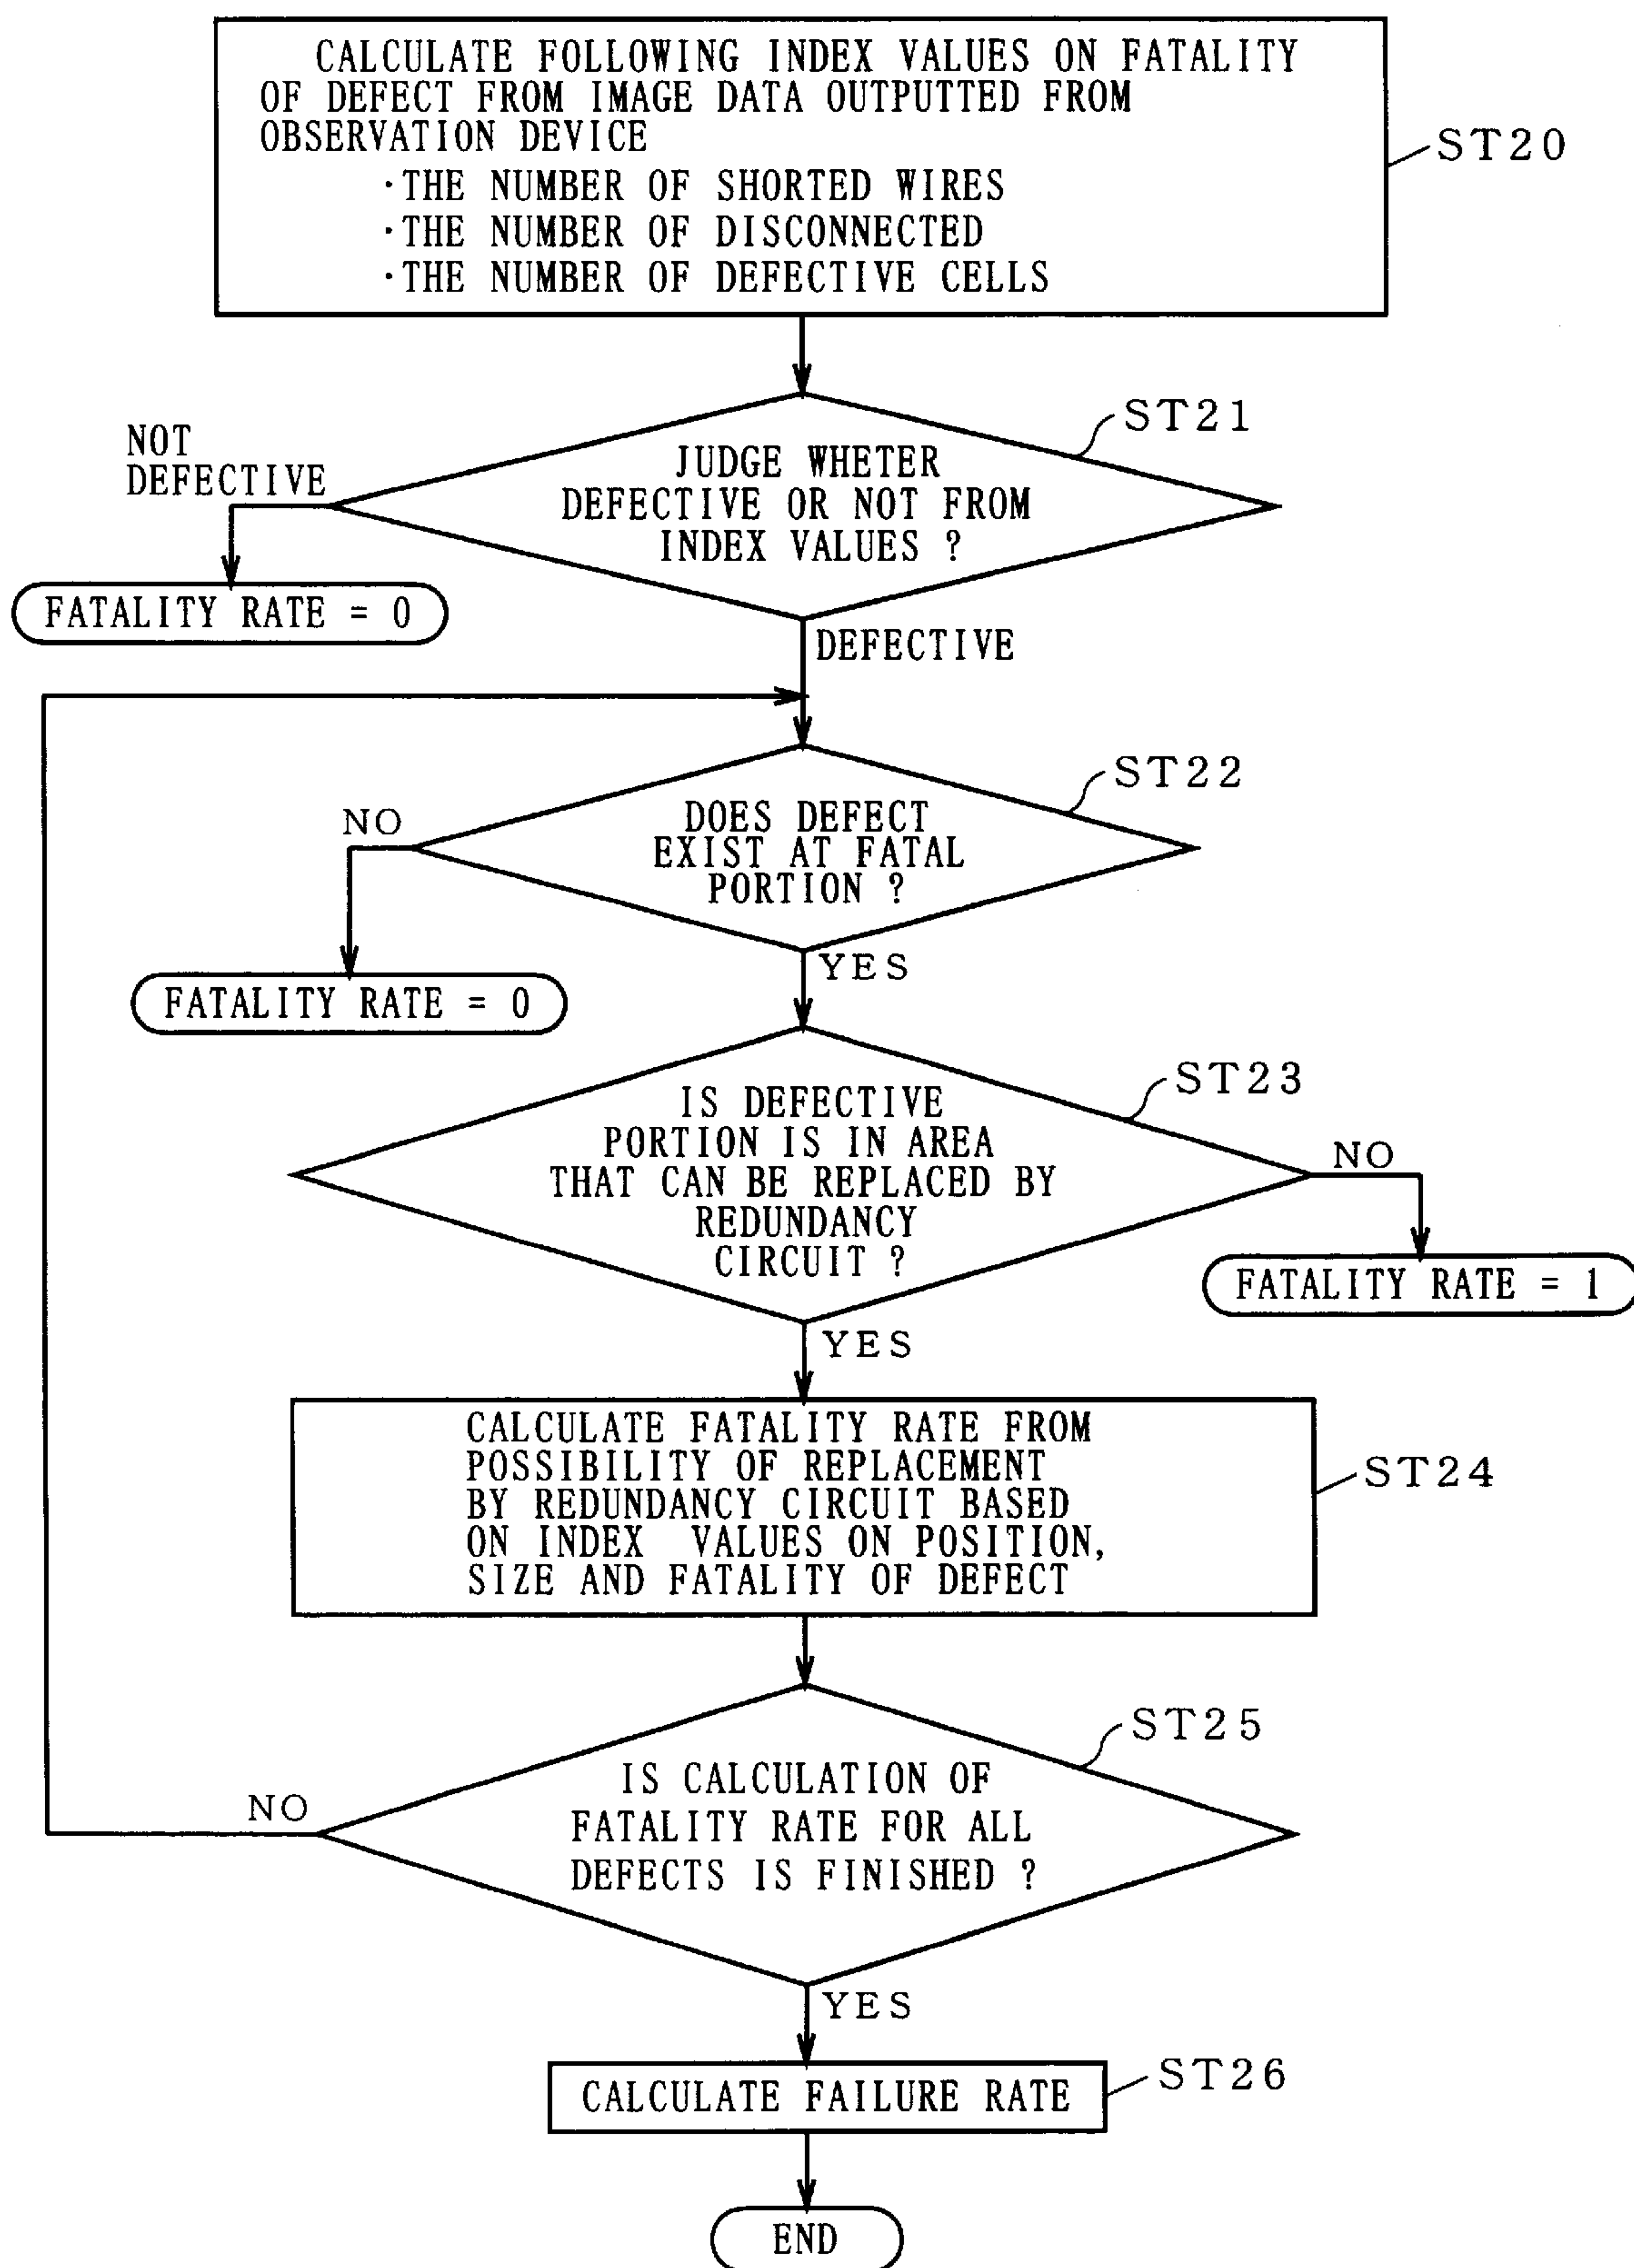 CALCULATE FOLLOWING INDEX VALUES ON FATALITY
OF DEFECT FROM IMAGE DATA OUTPUTTED FROM
OBSERVATION DEVICE
·THE NUMBER OF SHORTED WIRES
·THE NUMBER OF DISCONNECTED
·THE NUMBER OF DEFECTIVE CELLS
ST20
ST21
NOT
DEFECTIVE
JUDGE WHETER
DEFECTIVE OR NOT FROM
INDEX VALUES ?
FATALITY RATE = 0
DEFECTIVE
ST22
NO
DOES DEFECT
EXIST AT FATAL
PORTION ?
YES
FATALITY RATE = 0
ST23
IS DEFECTIVE
PORTION IS IN AREA
THAT CAN BE REPLACED BY
REDUNDANCY
CIRCUIT ?
NO
FATALITY RATE = 1
YES
CALCULATE FATALITY RATE FROM
POSSIBILITY OF REPLACEMENT
BY REDUNDANCY CIRCUIT BASED
ON INDEX VALUES ON POSITION,
SIZE AND FATALITY OF DEFECT
ST24
ST25
IS CALCULATION OF
FATALITY RATE FOR ALL
DEFECTS IS FINISHED ?
NO
YES
CALCULATE FAILURE RATE
ST26
END